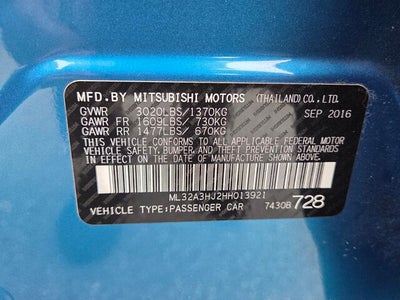 MFD.BY MITSUBISHI MOTORS (THAILAND) CO.,LTD.
GVWR 3020LBS/1370KG SEP 2016
GAWR FR 1609LBS/ 730KG
GAWR RR 1477LBS/ 670KG
THIS VEHICLE CONFORMS TO ALL APPLICABLE FEDERAL MOTOR
VEHICLE SAFETY, BUMPER, AND THEFT PREVENTION STANDARDS
IN EFFECT ON THE DATE OF MANUFACTURE SHOWN ABOVE.
ML32A3HJ2HH013921
VEHICLE TYPE:PASSENGER CAR 7430B 728